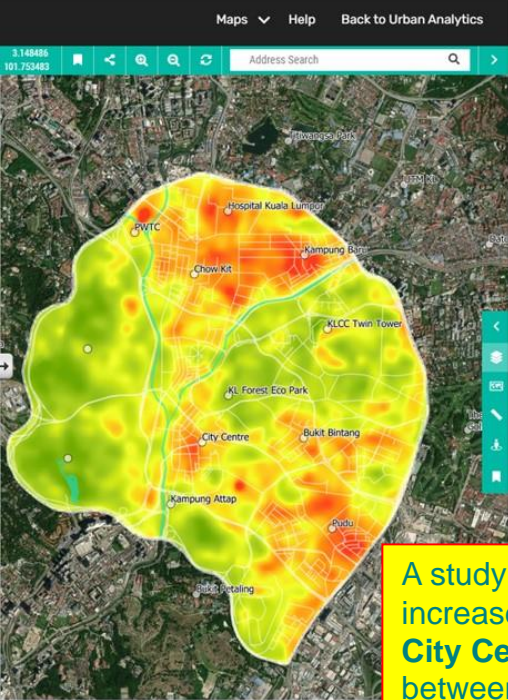 Maps Help Back to Urban Analytics
3.148486
101.753483
Address Search
Titiwangsa Park
Hospital Kuala Lumpur
PWTC
Kampung Baru
Chow Kit
KLCC Twin Tower
KL Forest Eco Park
City Centre
Bukit Bintang
Kampung Attap
Pudu
Bukit Petaling
A study
increase
City Ce
between